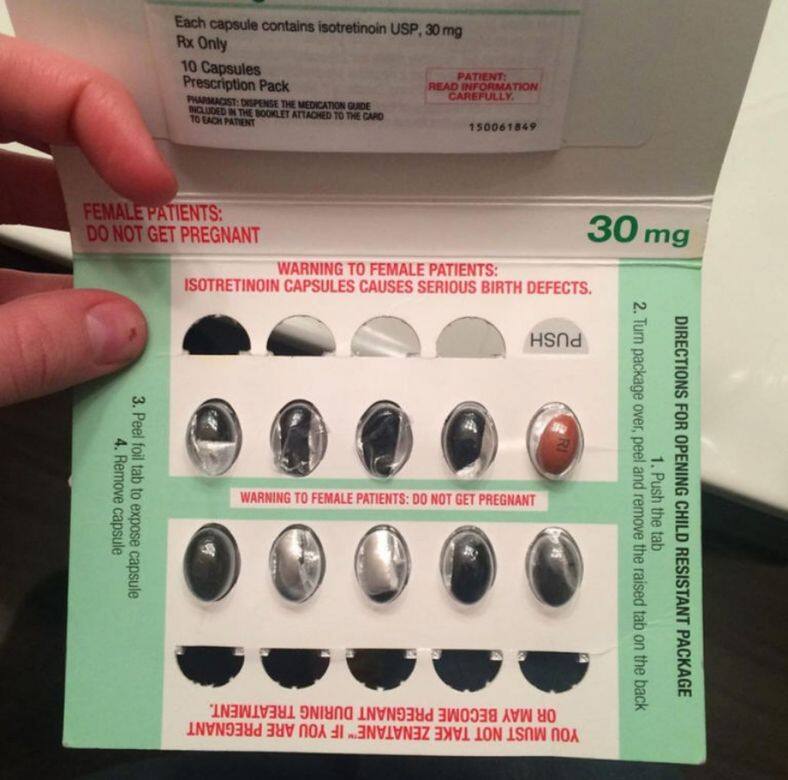 Each capsule contains isotretinoin USP, 30 mg
Rx Only
10 Capsules
Prescription Pack
PHARMACIST: DISPENSE THE MEDICATION GUIDE
INCLUDED IN THE BOOKLET ATTACHED TO THE CARD
TO EACH PATIENT
PATIENT:
READ INFORMATION
CAREFULLY.
150061849
FEMALE PATIENTS:
DO NOT GET PREGNANT
30 mg
WARNING TO FEMALE PATIENTS:
ISOTRETINOIN CAPSULES CAUSES SERIOUS BIRTH DEFECTS.
PUSH
WARNING TO FEMALE PATIENTS: DO NOT GET PREGNANT
DIRECTIONS FOR OPENING CHILD RESISTANT PACKAGE
1. Push the tab
2. Turn package over, peel and remove the raised tab on the back
3. Peel foil tab to expose capsule
4. Remove capsule
YOU MUST NOT TAKE ZENATANE™ IF YOU ARE PREGNANT
OR MAY BECOME PREGNANT DURING TREATMENT.